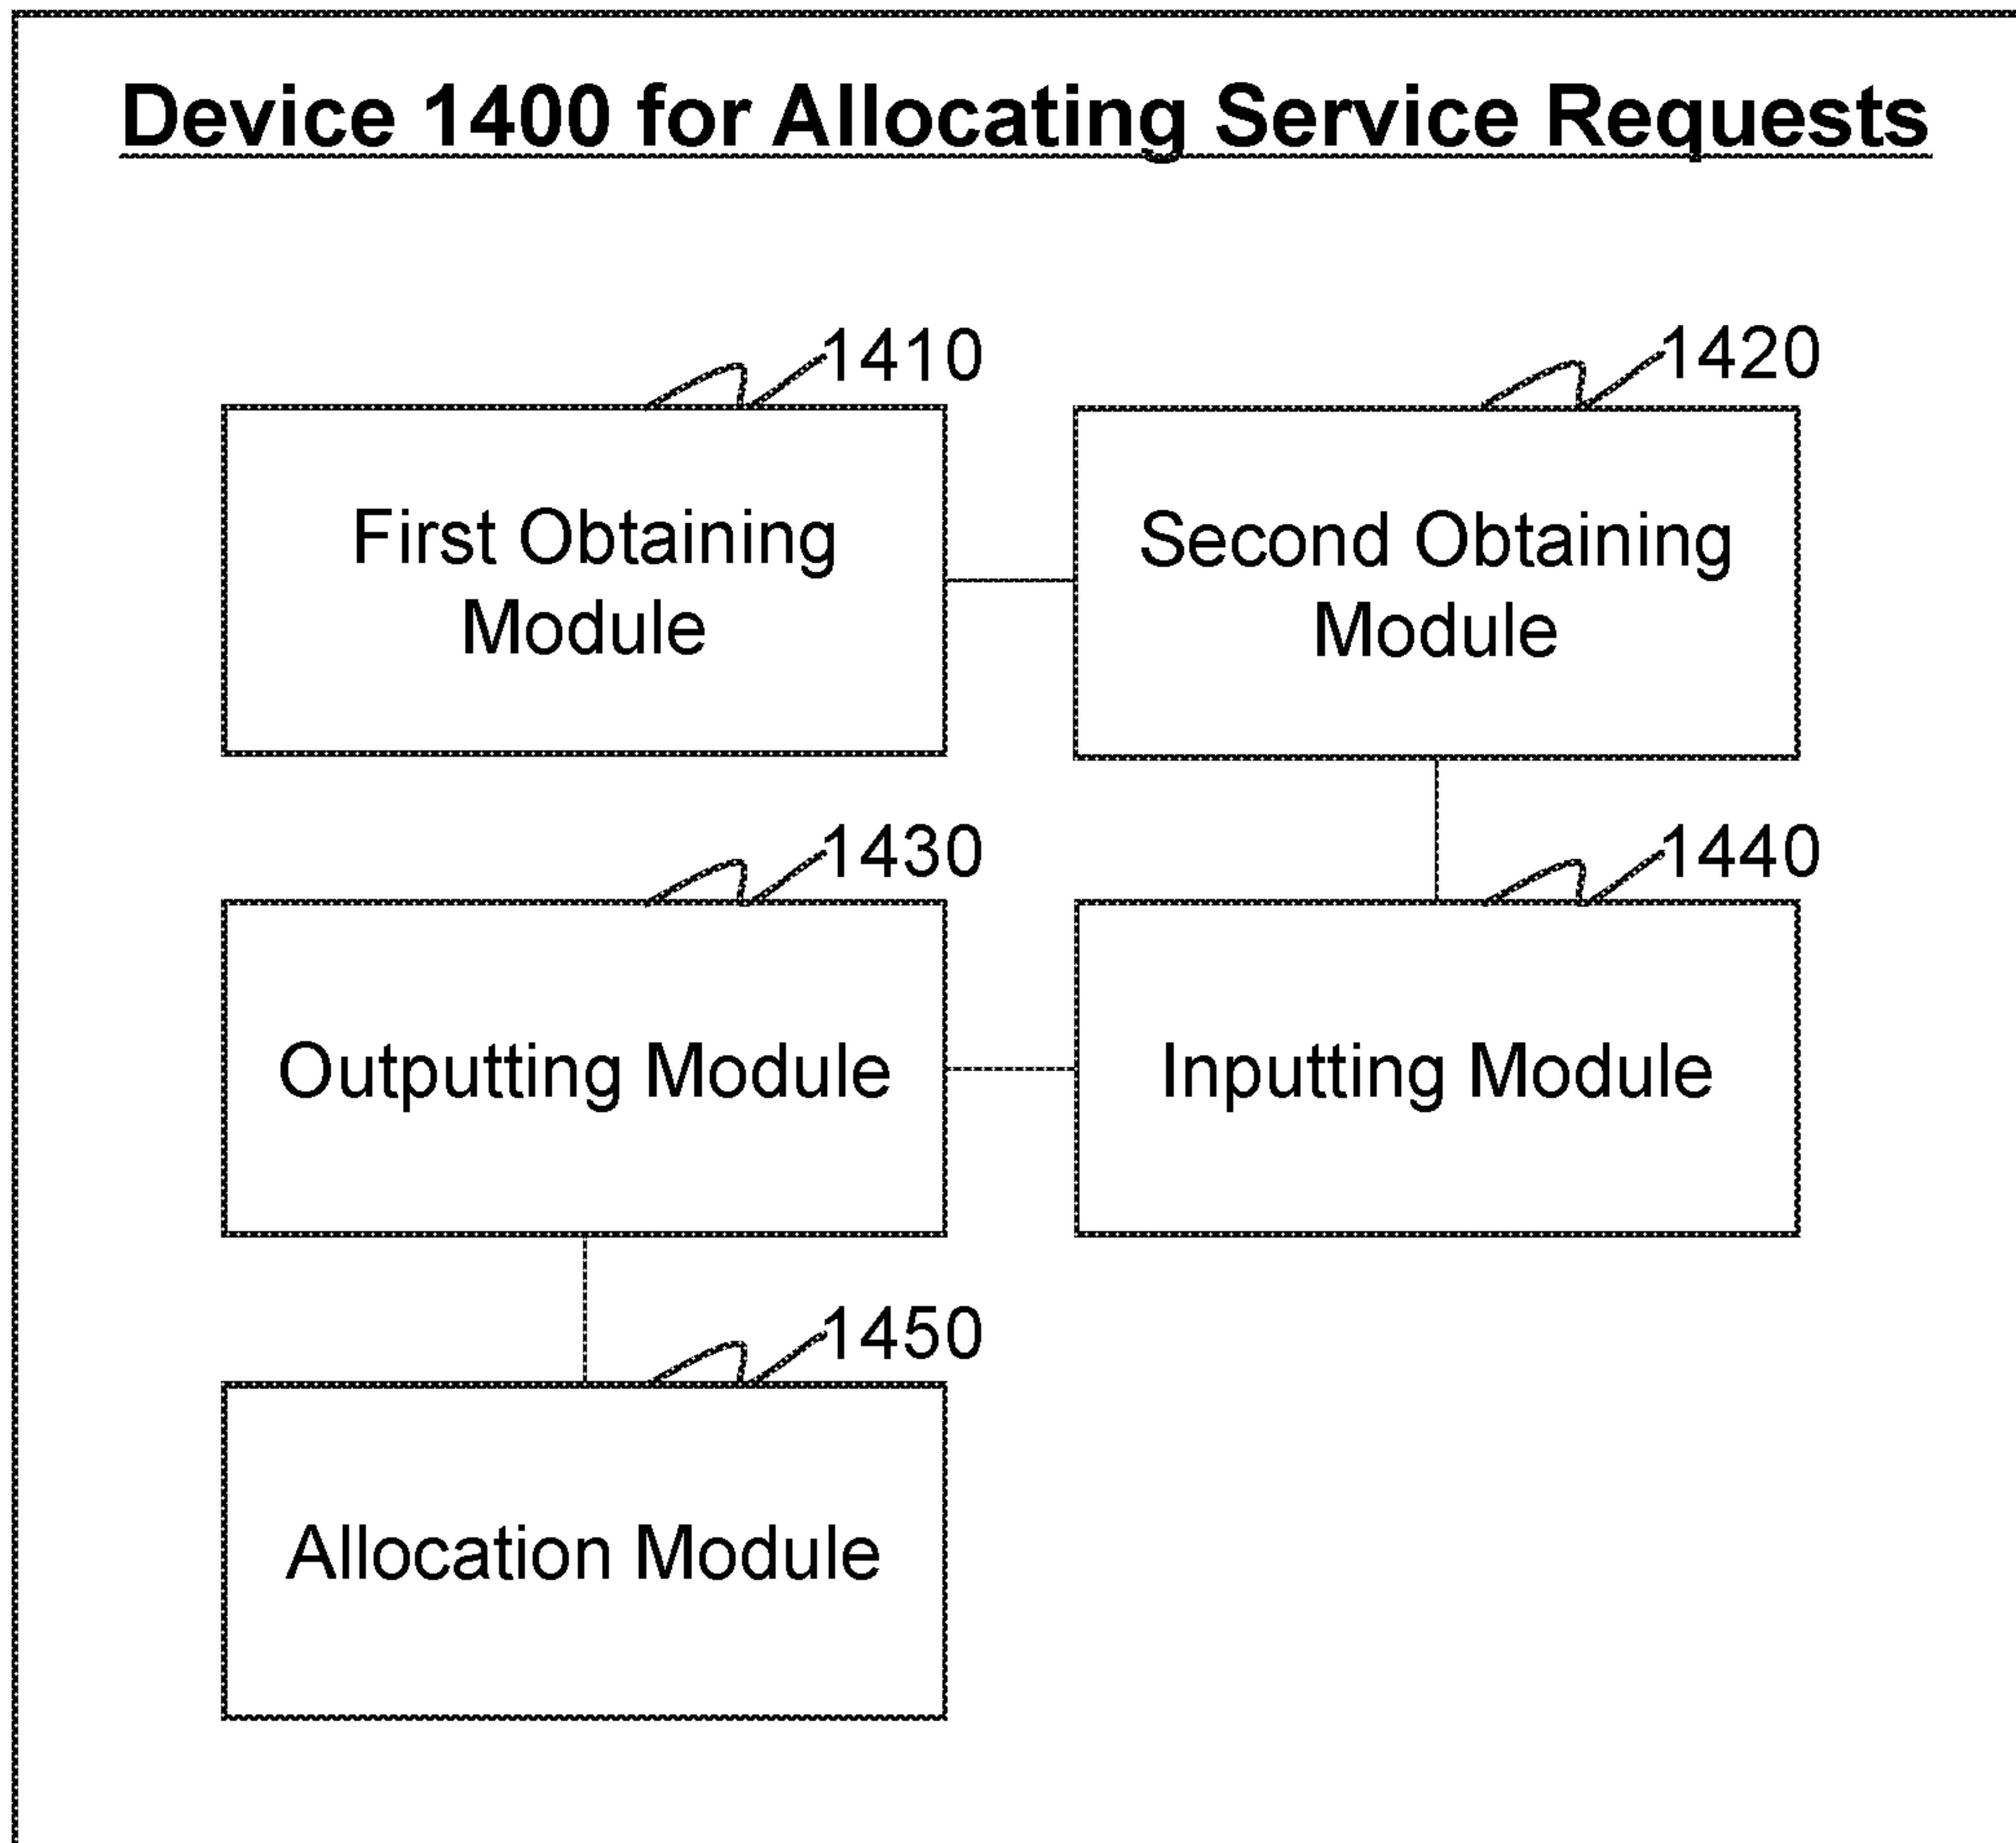 Device 1400 for Allocating Service Requests
1410
1420
First Obtaining
Module
Second Obtaining
Module
1430
1440
Outputting Module
Inputting Module
1450
Allocation Module